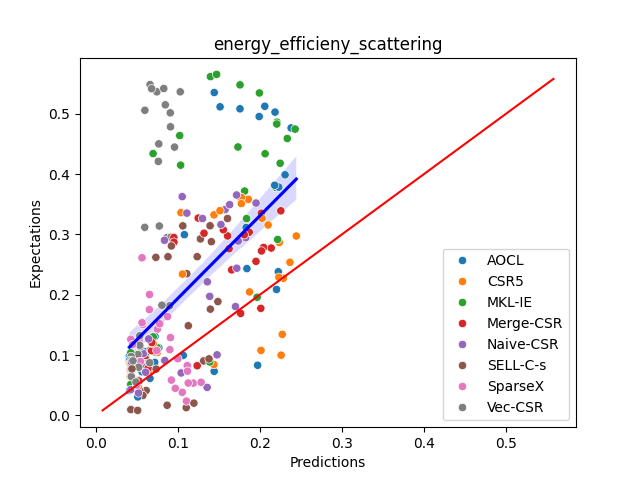 energy_efficieny_scattering
Expectations
0.5
0.4
0.3
0.2
0.1
0.0
0.0 0.1 0.2 0.3 0.4 0.5
Predictions
AOCL
CSR5
MKL-IE
Merge-CSR
Naive-CSR
SELL-C-s
SparseX
Vec-CSR